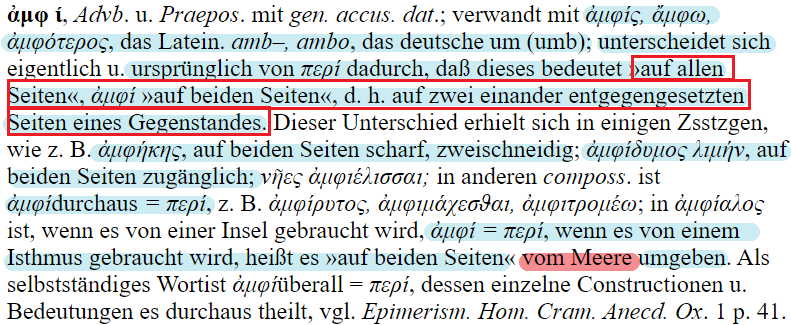 ἀμφ ί, Advb. u. Praepos. mit gen. accus. dat.; verwandt mit ἀμφίς, ἄμφω,
ἀμφότερος, das Latein. amb–, ambo, das deutsche um (umb); unterscheidet sich
eigentlich u. ursprünglich von περί dadurch, daß dieses bedeutet »auf allen
Seiten«, ἀμφί »auf beiden Seiten«, d. h. auf zwei einander entgegengesetzten
Seiten eines Gegenstandes. Dieser Unterschied erhielt sich in einigen Zsstzgen,
wie z. B. ἀμφήκης, auf beiden Seiten scharf, zweischneidig; ἀμφίδυμος λιμήν, auf
beiden Seiten zugänglich; νῆες ἀμφιέλισσαι; in anderen composs. ist
ἀμφίdurchaus = περί, z. B. ἀμφίρυτος, ἀμφιμάχεσθαι, ἀμφιτρομέω; in ἀμφίαλος
ist, wenn es von einer Insel gebraucht wird, ἀμφί = περί, wenn es von einem
Isthmus gebraucht wird, heißt es »auf beiden Seiten« vom Meere umgeben. Als
selbstständiges Wortist ἀμφίüberall = περί, dessen einzelne Constructionen u.
Bedeutungen es durchaus theilt, vgl. Epimerism. Hom. Cram. Anecd. Ox. 1 p. 41.